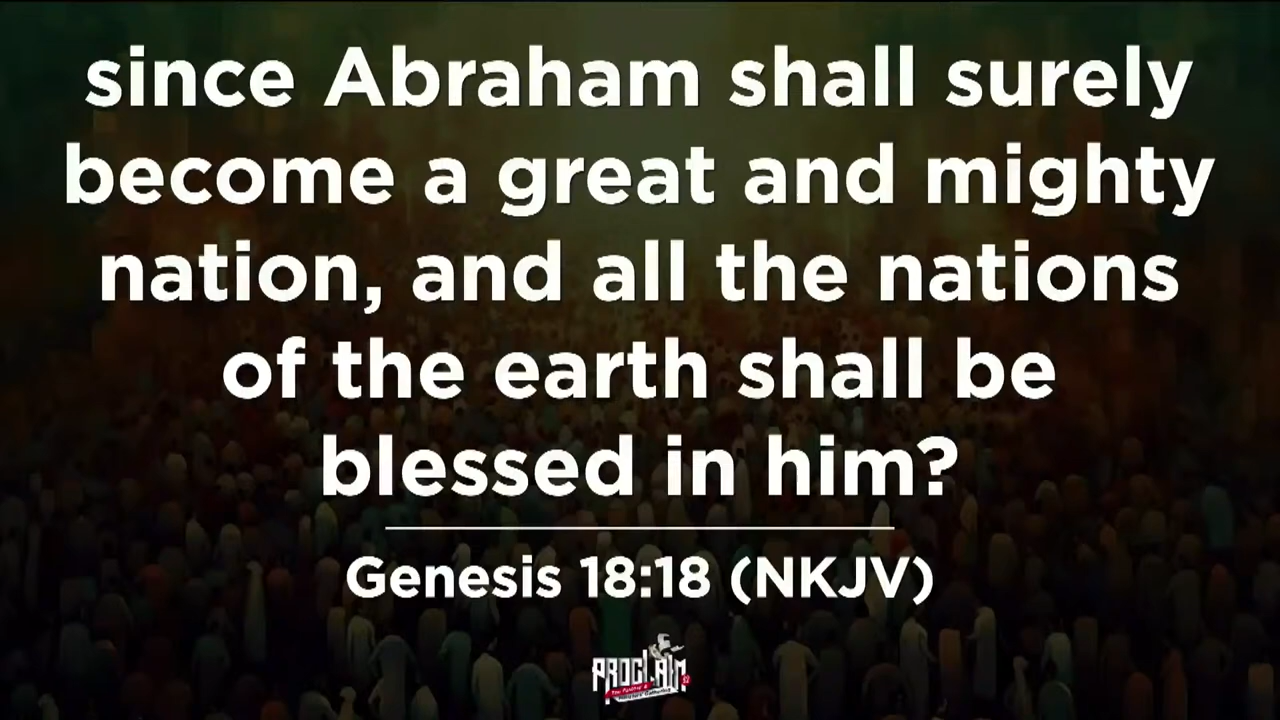 since Abraham shall surely
become a great and mighty
nation, and all the nations
of the earth shall be
blessed in him?
Genesis 18:18 (NKJV)
PROCLAIM